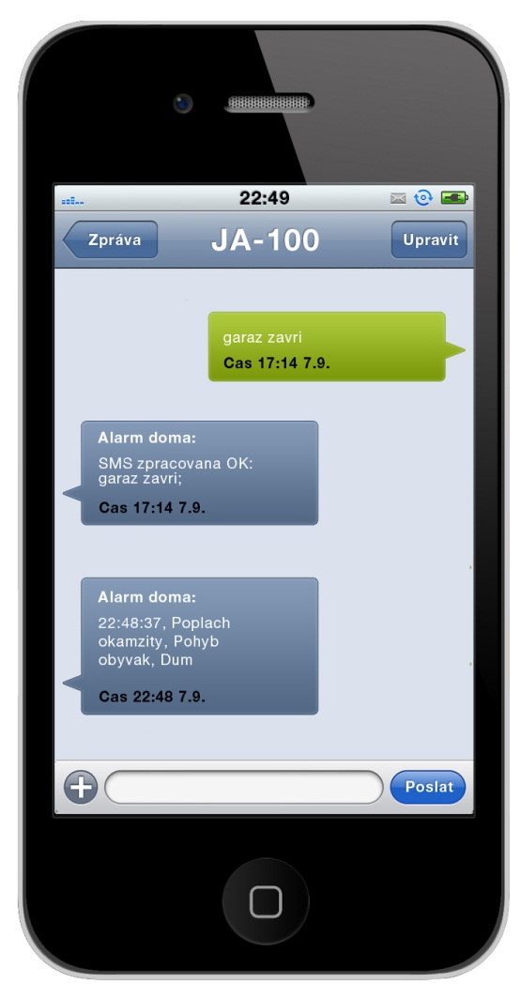 22:49
Zpráva
JA-100
Upravit
garaz zavri
Cas 17:14 7.9.
Alarm doma:
SMS zpracovana OK:
garaz zavri;
Cas 17:14 7.9.
Alarm doma:
22:48:37, Poplach
okamzity, Pohyb
obyvak, Dum
Cas 22:48 7.9.
Poslat